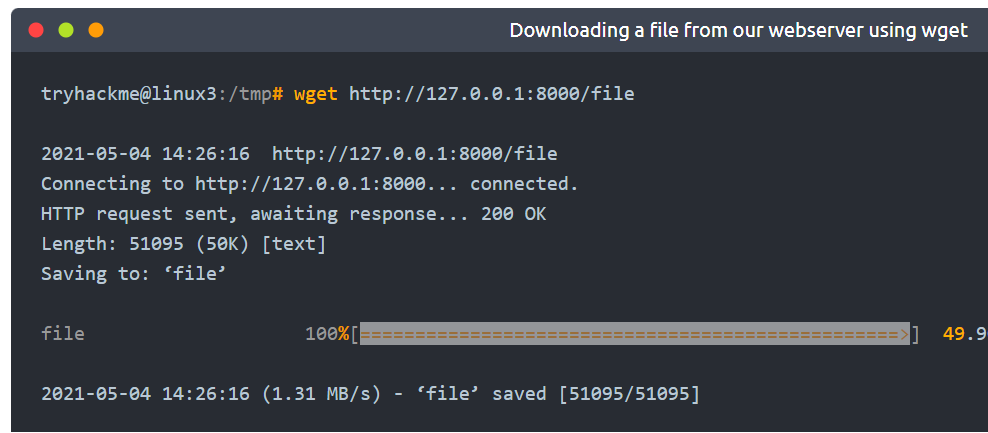 Downloading a file from our webserver using wget
tryhackme@linux3:/tmp# wget http://127.0.0.1:8000/file
2021-05-04 14:26:16  http://127.0.0.1:8000/file
Connecting to http://127.0.0.1:8000... connected.
HTTP request sent, awaiting response... 200 OK
Length: 51095 (50K) [text]
Saving to: ‘file’
file                        100%[=================================================>]  49.9
2021-05-04 14:26:16 (1.31 MB/s) - ‘file’ saved [51095/51095]